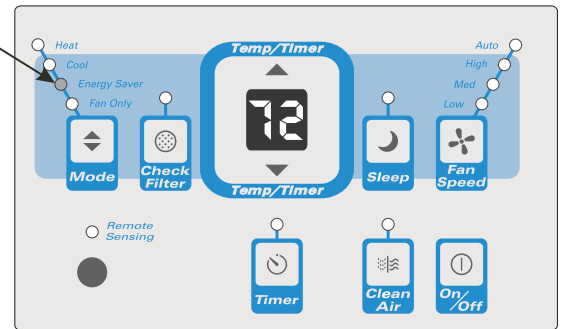 Heat
Cool
Energy Saver
Fan Only
Mode
Check
Filter
Temp/Timer
72
Temp/Timer
Sleep
Auto
High
Med
Low
Fan
Speed
Remote
Sensing
Timer
Clean
Air
On/Off